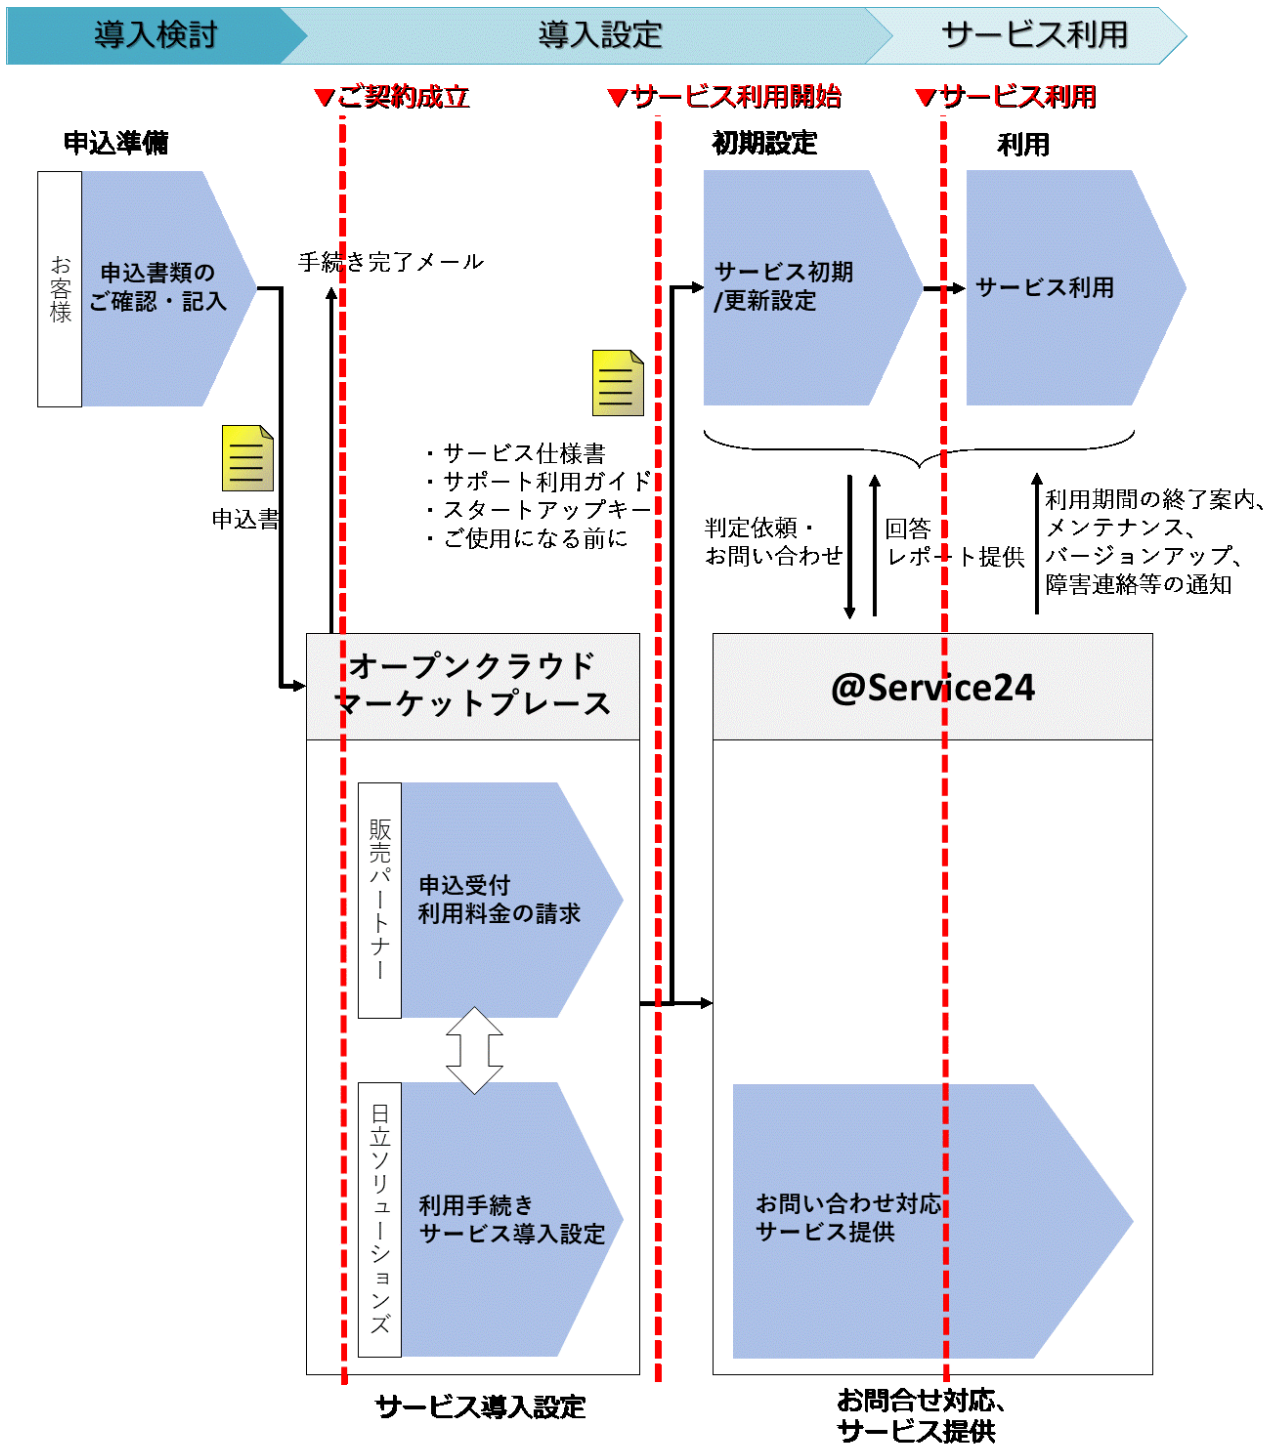 導入検討
導入設定
サービス利用
▼ご契約成立
▼サービス利用開始
▼サービス利用
申込準備
初期設定
利用
お客様
申込書類の
ご確認・記入
手続き完了メール
サービス初期
/更新設定
サービス利用
申込書
・サービス仕様書
・サポート利用ガイド
・スタートアップキー
・ご使用になる前に
判定依頼・
お問い合わせ
回答
レポート提供
利用期間の終了案内、
メンテナンス、
バージョンアップ、
障害連絡等の通知
オープンクラウド
マーケットプレース
@Service24
販売パートナー
申込受付
利用料金の請求
日立ソリューションズ
利用手続き
サービス導入設定
お問い合わせ対応
サービス提供
サービス導入設定
お問合せ対応、
サービス提供